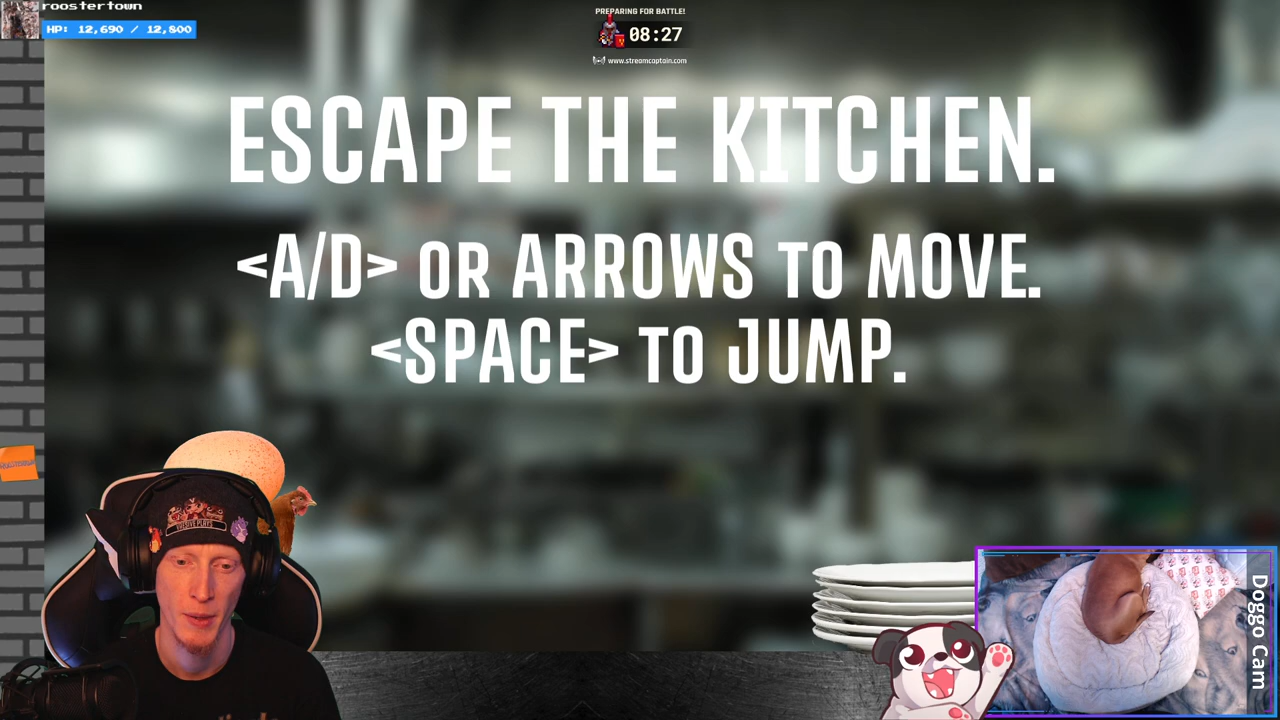 roostertown
HP: 12,690 / 12,800
PREPARING FOR BATTLE!
08:27
www.streamcaptain.com
ESCAPE THE KITCHEN.
<A/D> OR ARROWS TO MOVE.
<SPACE> TO JUMP.
Doggo Cam